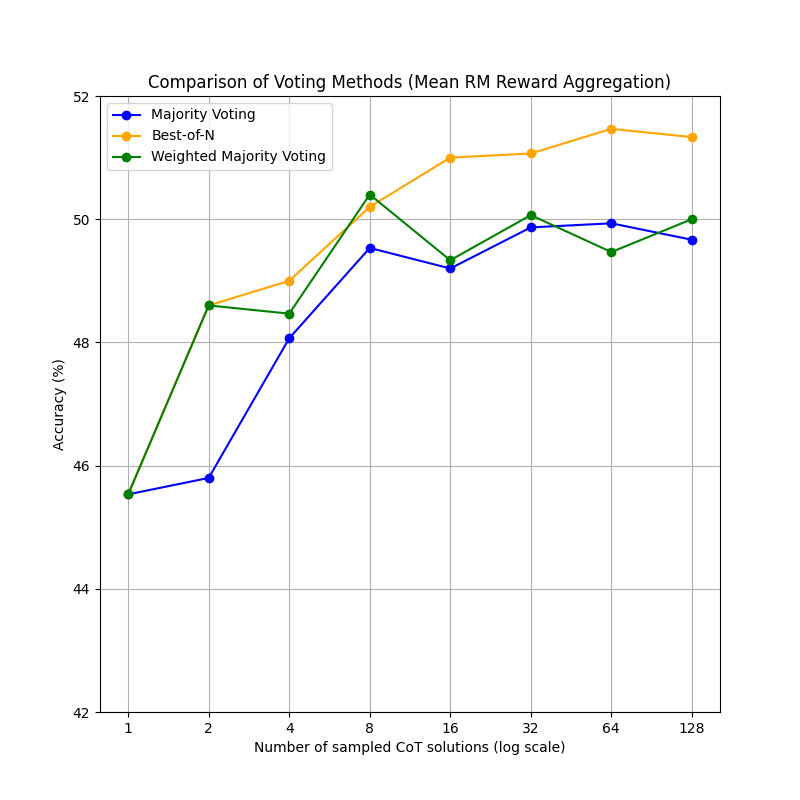 Comparison of Voting Methods (Mean RM Reward Aggregation)
Majority Voting
Best-of-N
Weighted Majority Voting
52
50
48
46
44
42
Accuracy (%)
1 2 4 8 16 32 64 128
Number of sampled CoT solutions (log scale)